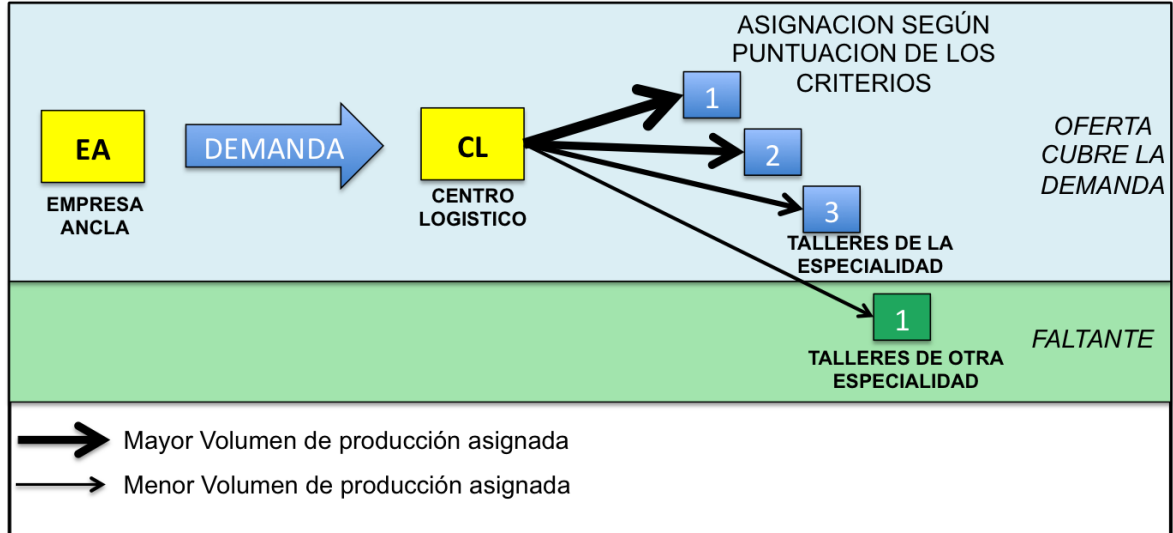 ASIGNACION SEGÚN
PUNTUACION DE LOS
CRITERIOS
EA
EMPRESA
ANCLA
DEMANDA
CL
CENTRO
LOGISTICO
1
2
3
TALLERES DE LA
ESPECIALIDAD
OFERTA
CUBRE LA
DEMANDA
1
TALLERES DE OTRA
ESPECIALIDAD
FALTANTE
Mayor Volumen de producción asignada
Menor Volumen de producción asignada